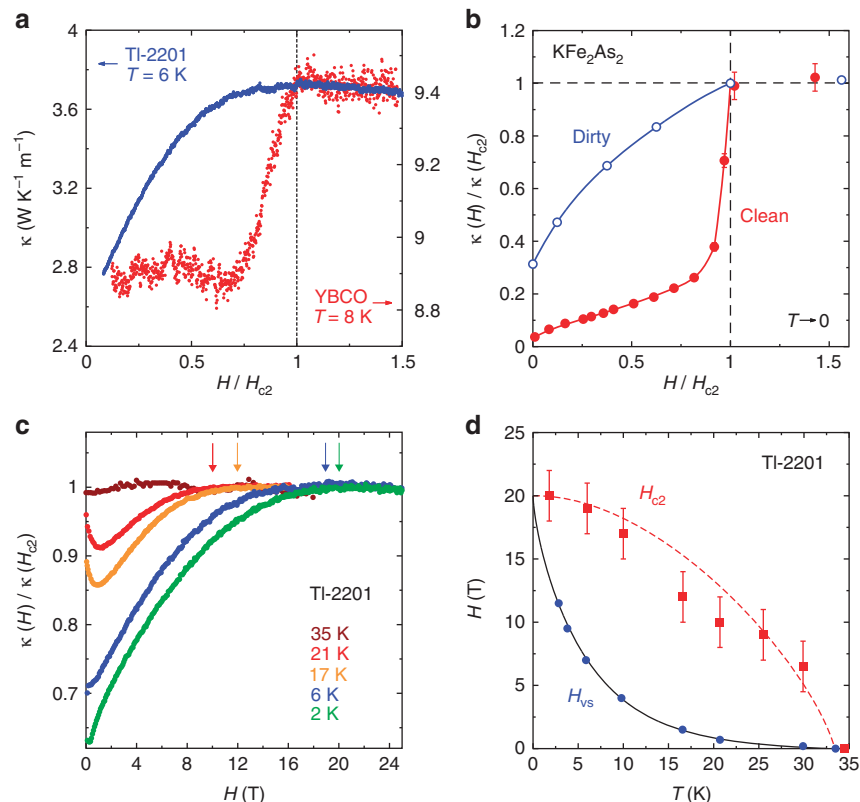 a
4
3.6
3.2
2.8
2.4
κ (W K⁻¹ m⁻¹)
Tl-2201
T = 6 K
9.4
9.2
9
8.8
YBCO
T = 8 K
0
0.5
1
1.5
H / Hc2
b
1.2
1
0.8
0.6
0.4
0.2
0
κ (H) / κ (Hc2)
KFe₂As₂
Dirty
Clean
T→0
0
0.5
1
1.5
H / Hc2
c
1
0.9
0.8
0.7
κ (H) / κ (Hc2)
Tl-2201
35 K
21 K
17 K
6 K
2 K
0
4
8
12
16
20
24
H (T)
d
25
20
15
10
5
0
H (T)
Tl-2201
Hc2
Hvs
0
5
10
15
20
25
30
35
T (K)